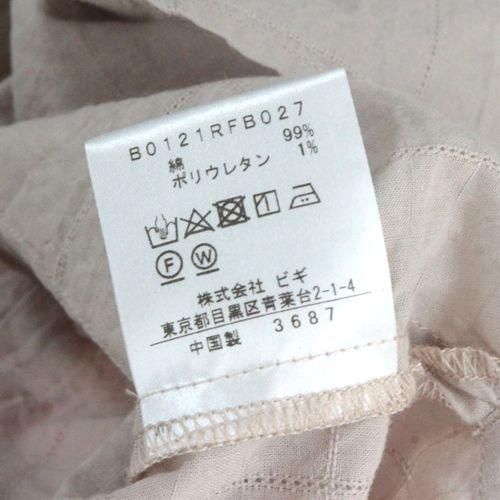 B0121RFB027
綿 99%
ポリウレタン 1%
F W
株式会社 ビギ
東京都目黒区青葉台2-1-4
中国製 3687